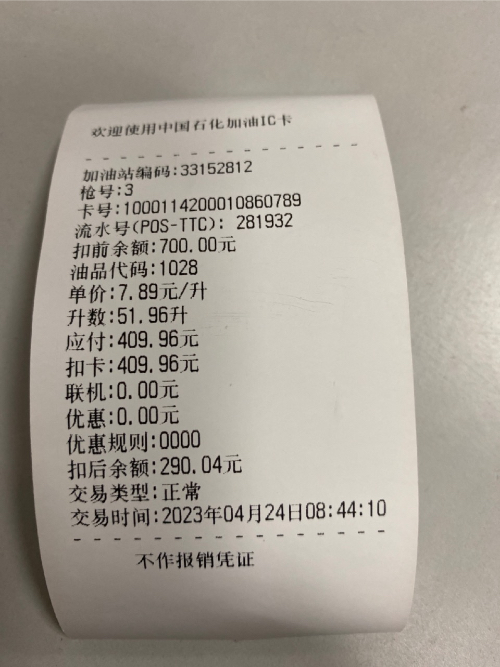 欢迎使用中国石化加油IC卡
加油站编码:33152812
枪号:3
卡号:1000114200010860789
流水号(POS-TTC): 281932
扣前余额:700.00元
油品代码:1028
单价:7.89元/升
升数:51.96升
应付:409.96元
扣卡:409.96元
联机:0.00元
优惠:0.00元
优惠规则:0000
扣后余额:290.04元
交易类型:正常
交易时间:2023年04月24日08:44:10
不作报销凭证